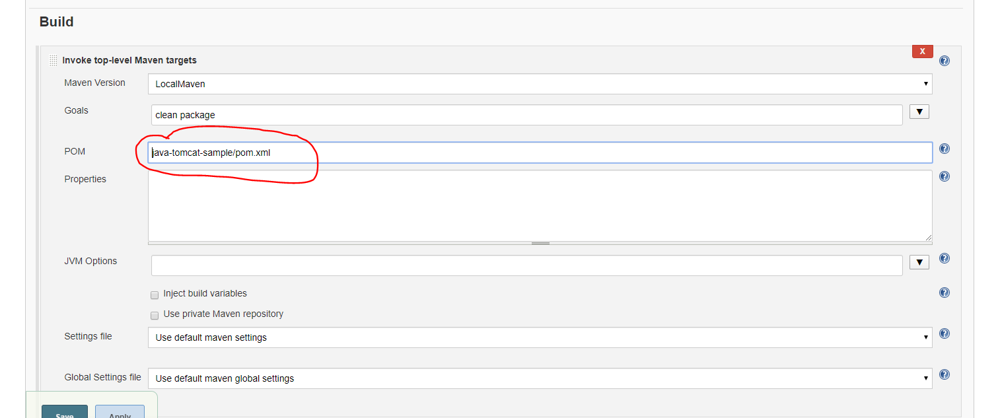 Build
Invoke top-level Maven targets
X
Maven Version
LocalMaven
Goals
clean package
POM
java-tomcat-sample/pom.xml
Properties
JVM Options
Inject build variables
Use private Maven repository
Settings file
Use default maven settings
Global Settings file
Use default maven global settings
Save
Apply